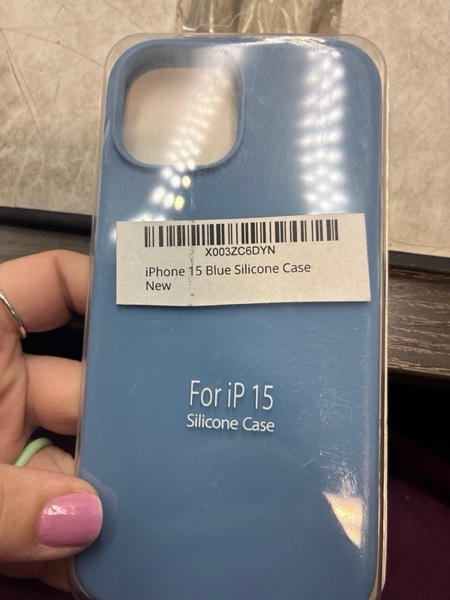 X003ZC6DYN
iPhone 15 Blue Silicone Case
New
For iP 15
Silicone Case